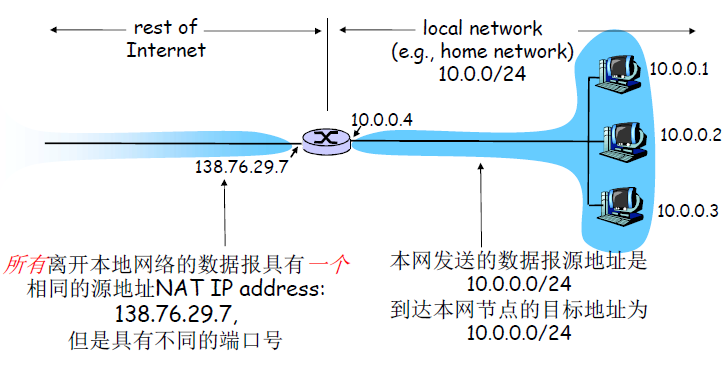 rest of
Internet
local network
(e.g., home network)
10.0.0/24
10.0.0.1
10.0.0.4
10.0.0.2
138.76.29.7
10.0.0.3
所有离开本地网络的数据报具有一个
相同的源地址NAT IP address:
138.76.29.7,
但是具有不同的端口号
本网发送的数据报源地址是
10.0.0.0/24
到达本网节点的目标地址为
10.0.0.0/24